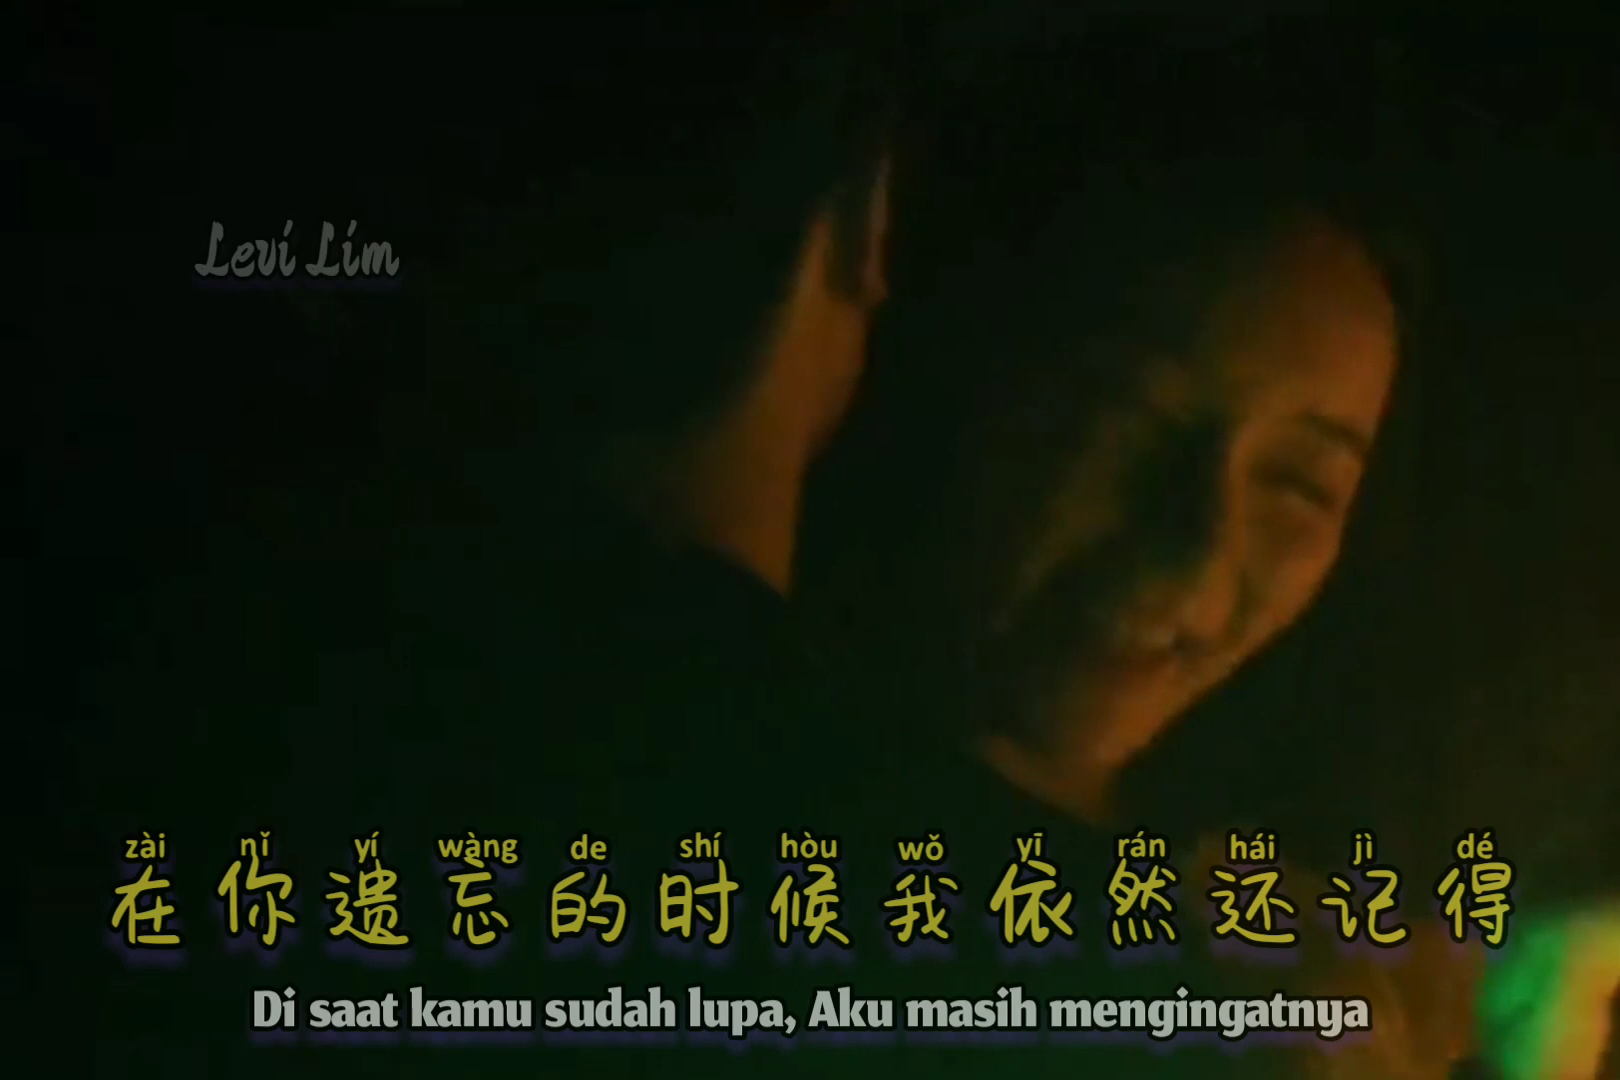 Levi Lim
zài nǐ yí wàng de shí hòu wǒ yī rán hái jì dé
在你遗忘的时候我依然还记得
Di saat kamu sudah lupa, Aku masih mengingatnya